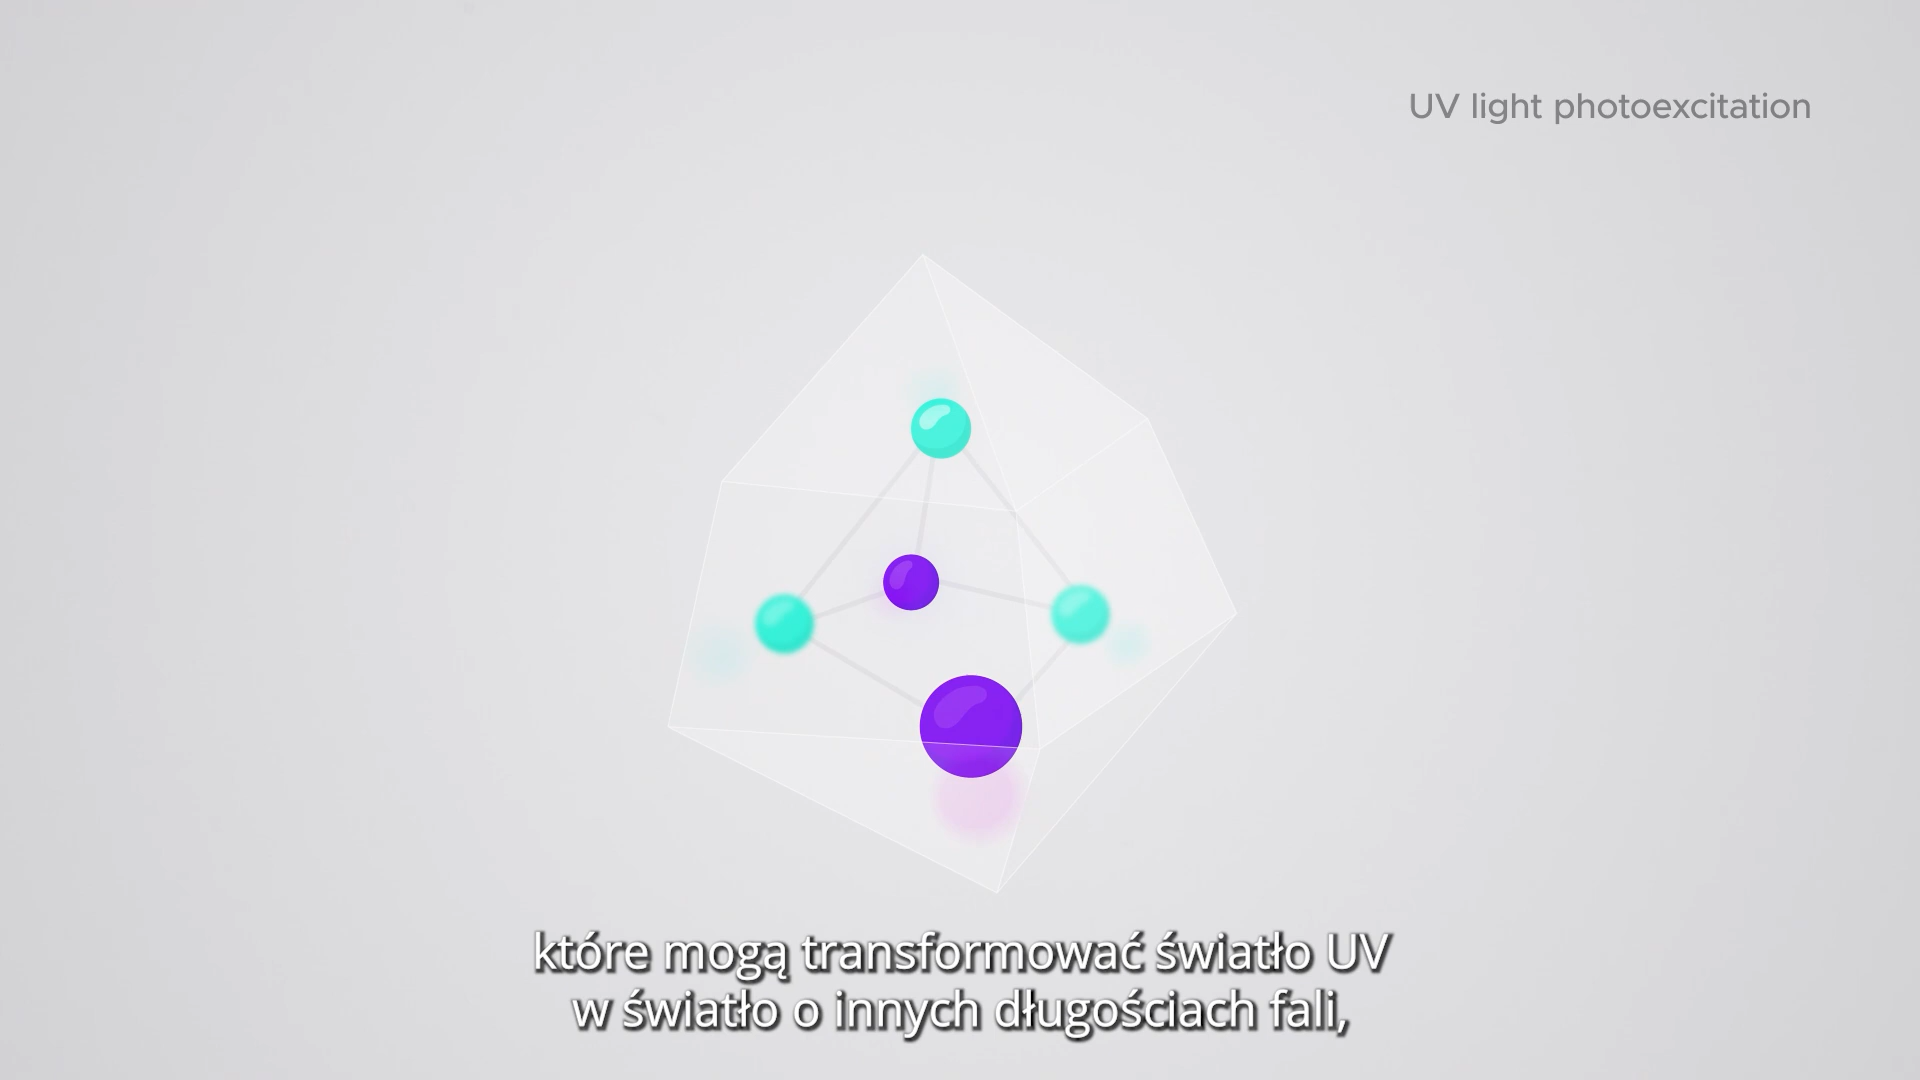 UV light photoexcitation
które mogą transformować światło UV
w światło o innych długościach fali,